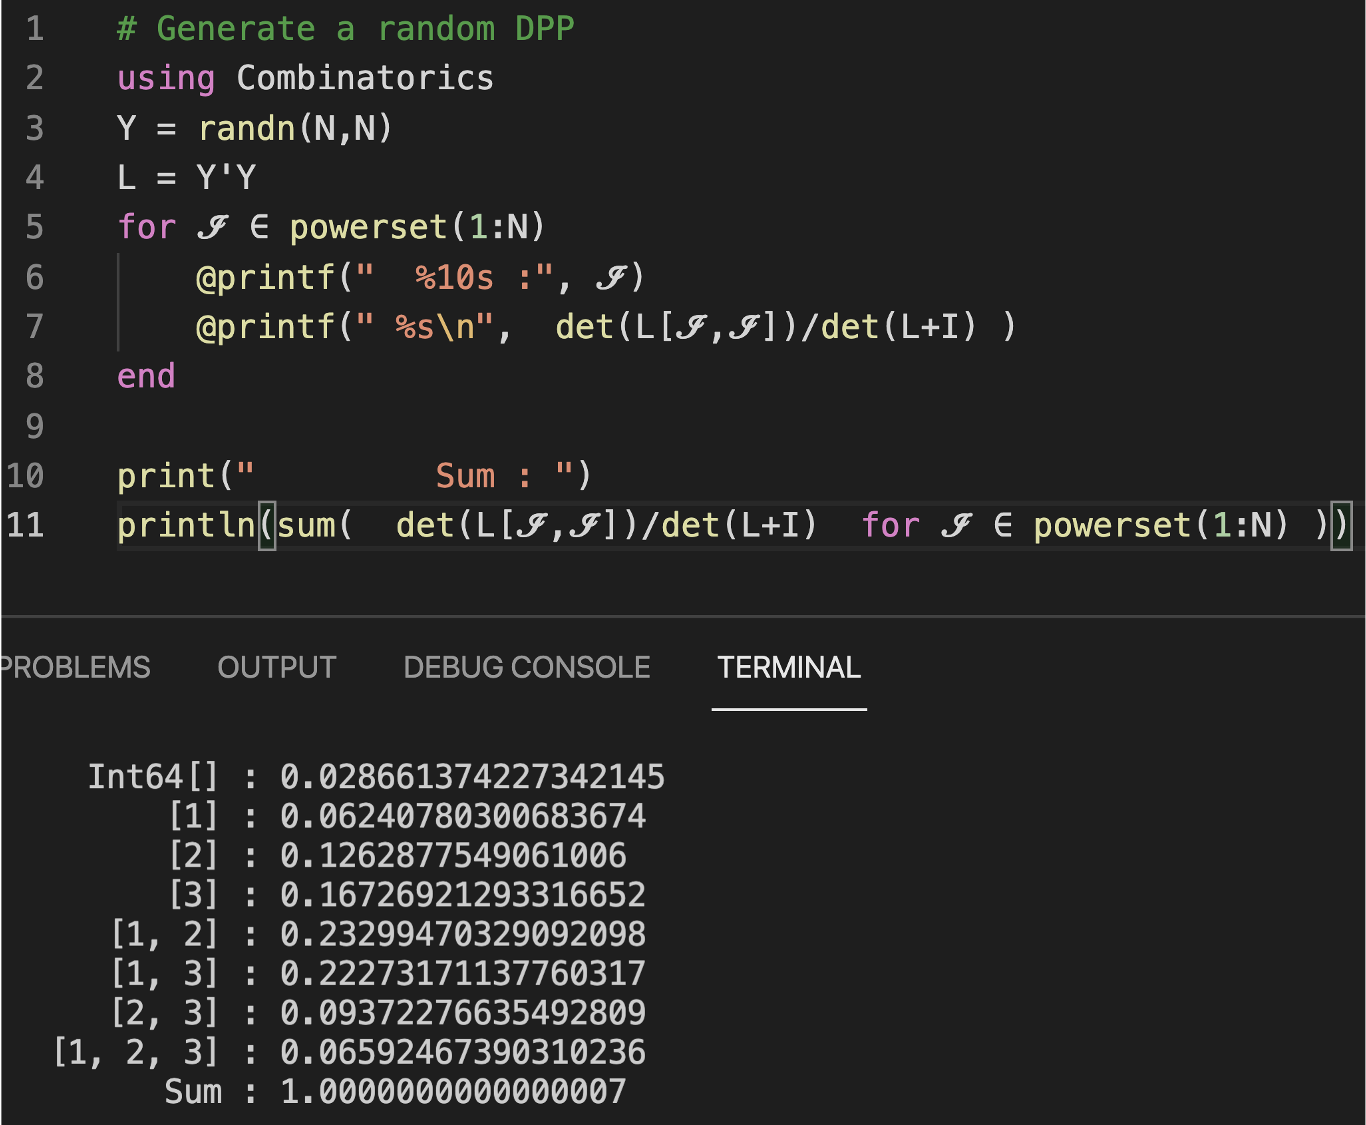 1 # Generate a random DPP
2 using Combinatorics
3 Y = randn(N,N)
4 L = Y'Y
5 for ℐ ∈ powerset(1:N)
6 @printf("  %10s :", ℐ)
7 @printf(" %s\n",  det(L[ℐ,ℐ])/det(L+I) )
8 end
9
10 print("         Sum : ")
11 println(sum(  det(L[ℐ,ℐ])/det(L+I)  for ℐ ∈ powerset(1:N) ))
PROBLEMS OUTPUT DEBUG CONSOLE TERMINAL
Int64[] : 0.028661374227342145
[1] : 0.06240780300683674
[2] : 0.1262877549061006
[3] : 0.16726921293316652
[1, 2] : 0.23299470329092098
[1, 3] : 0.22273171137760317
[2, 3] : 0.09372276635492809
[1, 2, 3] : 0.06592467390310236
Sum : 1.0000000000000007